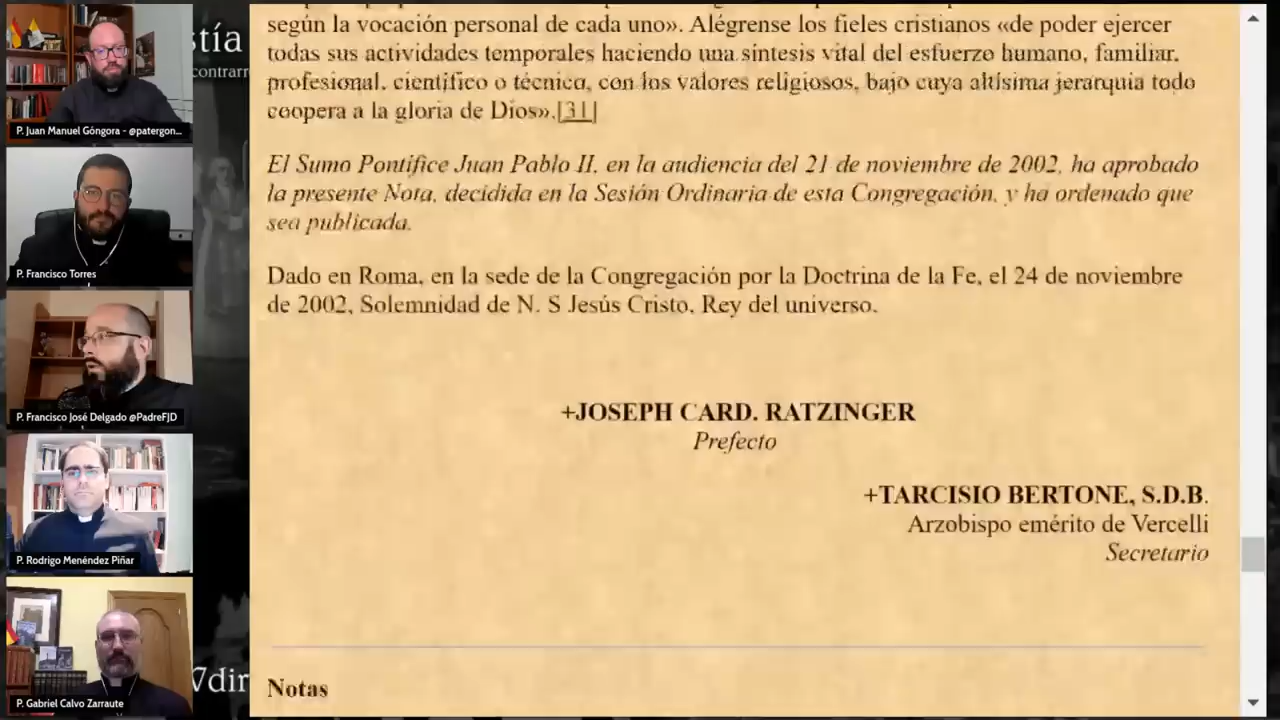 P. Juan Manuel Góngora - @patergon...
P. Francisco Torres
P. Francisco José Delgado @PadreFJD
P. Rodrigo Menéndez Piñar
P. Gabriel Calvo Zarraute
stía
contrarr
7dir
según la vocación personal de cada uno». Alégrense los fieles cristianos «de poder ejercer
todas sus actividades temporales haciendo una síntesis vital del esfuerzo humano, familiar,
profesional, científico o técnico, con los valores religiosos, bajo cuya altísima jerarquía todo
coopera a la gloria de Dios».[31]
El Sumo Pontífice Juan Pablo II, en la audiencia del 21 de noviembre de 2002, ha aprobado
la presente Nota, decidida en la Sesión Ordinaria de esta Congregación, y ha ordenado que
sea publicada.
Dado en Roma, en la sede de la Congregación por la Doctrina de la Fe, el 24 de noviembre
de 2002, Solemnidad de N. S Jesús Cristo, Rey del universo.
+JOSEPH CARD. RATZINGER
Prefecto
+TARCISIO BERTONE, S.D.B.
Arzobispo emérito de Vercelli
Secretario
Notas